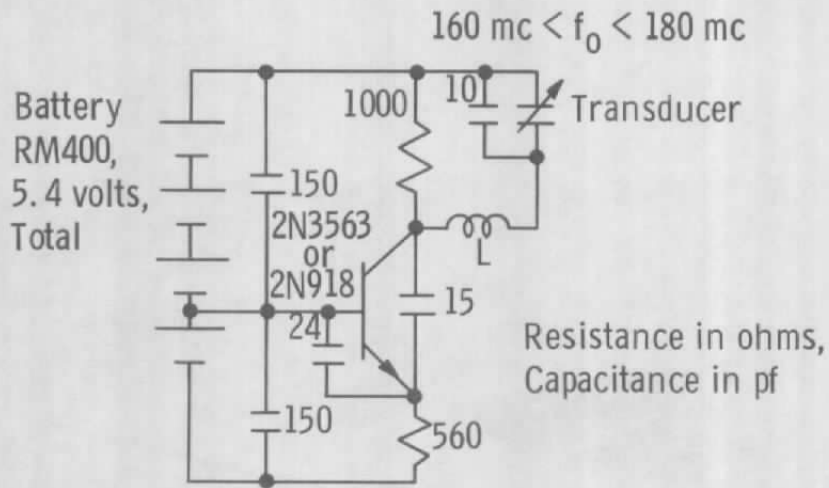 160 mc < fo < 180 mc
Battery
RM400,
5.4 volts,
Total
1000
10
Transducer
150
2N3563
or
2N918
L
24
15
Resistance in ohms,
Capacitance in pf
150
560